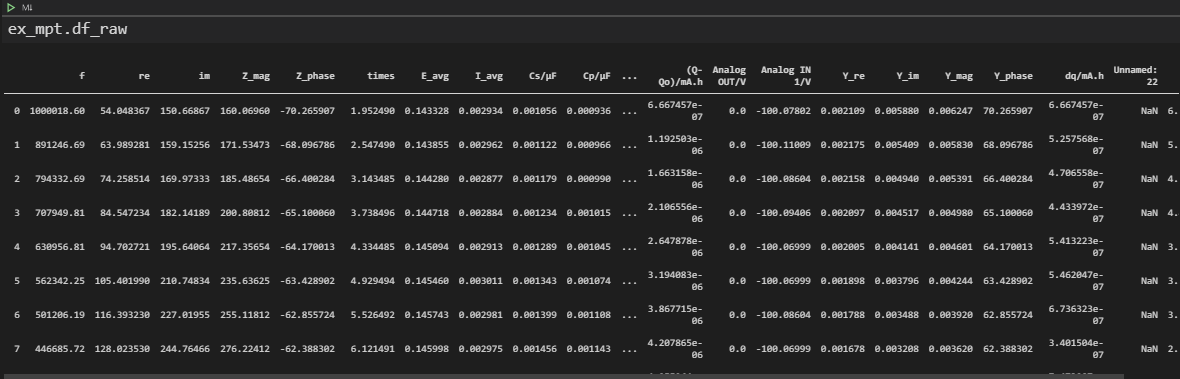 M↓
ex_mpt.df_raw
f re im Z_mag Z_phase times E_avg I_avg Cs/µF Cp/µF ... (Q-Qo)/mA.h Analog OUT/V Analog IN 1/V Y_re Y_im Y_mag Y_phase dq/mA.h Unnamed: 22
0 1000018.60 54.048367 150.66867 160.06960 -70.265907 1.952490 0.143328 0.002934 0.001056 0.000936 ... 6.667457e-07 0.0 -100.07802 0.002109 0.005880 0.006247 70.265907 6.667457e-07 NaN 6.
1 891246.69 63.989281 159.15256 171.53473 -68.096786 2.547490 0.143855 0.002962 0.001122 0.000966 ... 1.192503e-06 0.0 -100.11009 0.002175 0.005409 0.005830 68.096786 5.257568e-07 NaN 5.
2 794332.69 74.258514 169.97333 185.48654 -66.400284 3.143485 0.144280 0.002877 0.001179 0.000990 ... 1.663158e-06 0.0 -100.08604 0.002158 0.004940 0.005391 66.400284 4.706558e-07 NaN 4.
3 707949.81 84.547234 182.14189 200.80812 -65.100060 3.738496 0.144718 0.002884 0.001234 0.001015 ... 2.106556e-06 0.0 -100.09406 0.002097 0.004517 0.004980 65.100060 4.433972e-07 NaN 4.
4 630956.81 94.702721 195.64064 217.35654 -64.170013 4.334485 0.145094 0.002913 0.001289 0.001045 ... 2.647878e-06 0.0 -100.06999 0.002005 0.004141 0.004601 64.170013 5.413223e-07 NaN 3.
5 562342.25 105.401990 210.74834 235.63625 -63.428902 4.929494 0.145460 0.003011 0.001343 0.001074 ... 3.194083e-06 0.0 -100.06999 0.001898 0.003796 0.004244 63.428902 5.462047e-07 NaN 3.
6 501206.19 116.393230 227.01955 255.11812 -62.855724 5.526492 0.145743 0.002981 0.001399 0.001108 ... 3.867715e-06 0.0 -100.08604 0.001788 0.003488 0.003920 62.855724 6.736323e-07 NaN 3.
7 446685.72 128.023530 244.76466 276.22412 -62.388302 6.121491 0.145998 0.002975 0.001456 0.001143 ... 4.207865e-06 0.0 -100.06999 0.001678 0.003208 0.003620 62.388302 3.401504e-07 NaN 2.